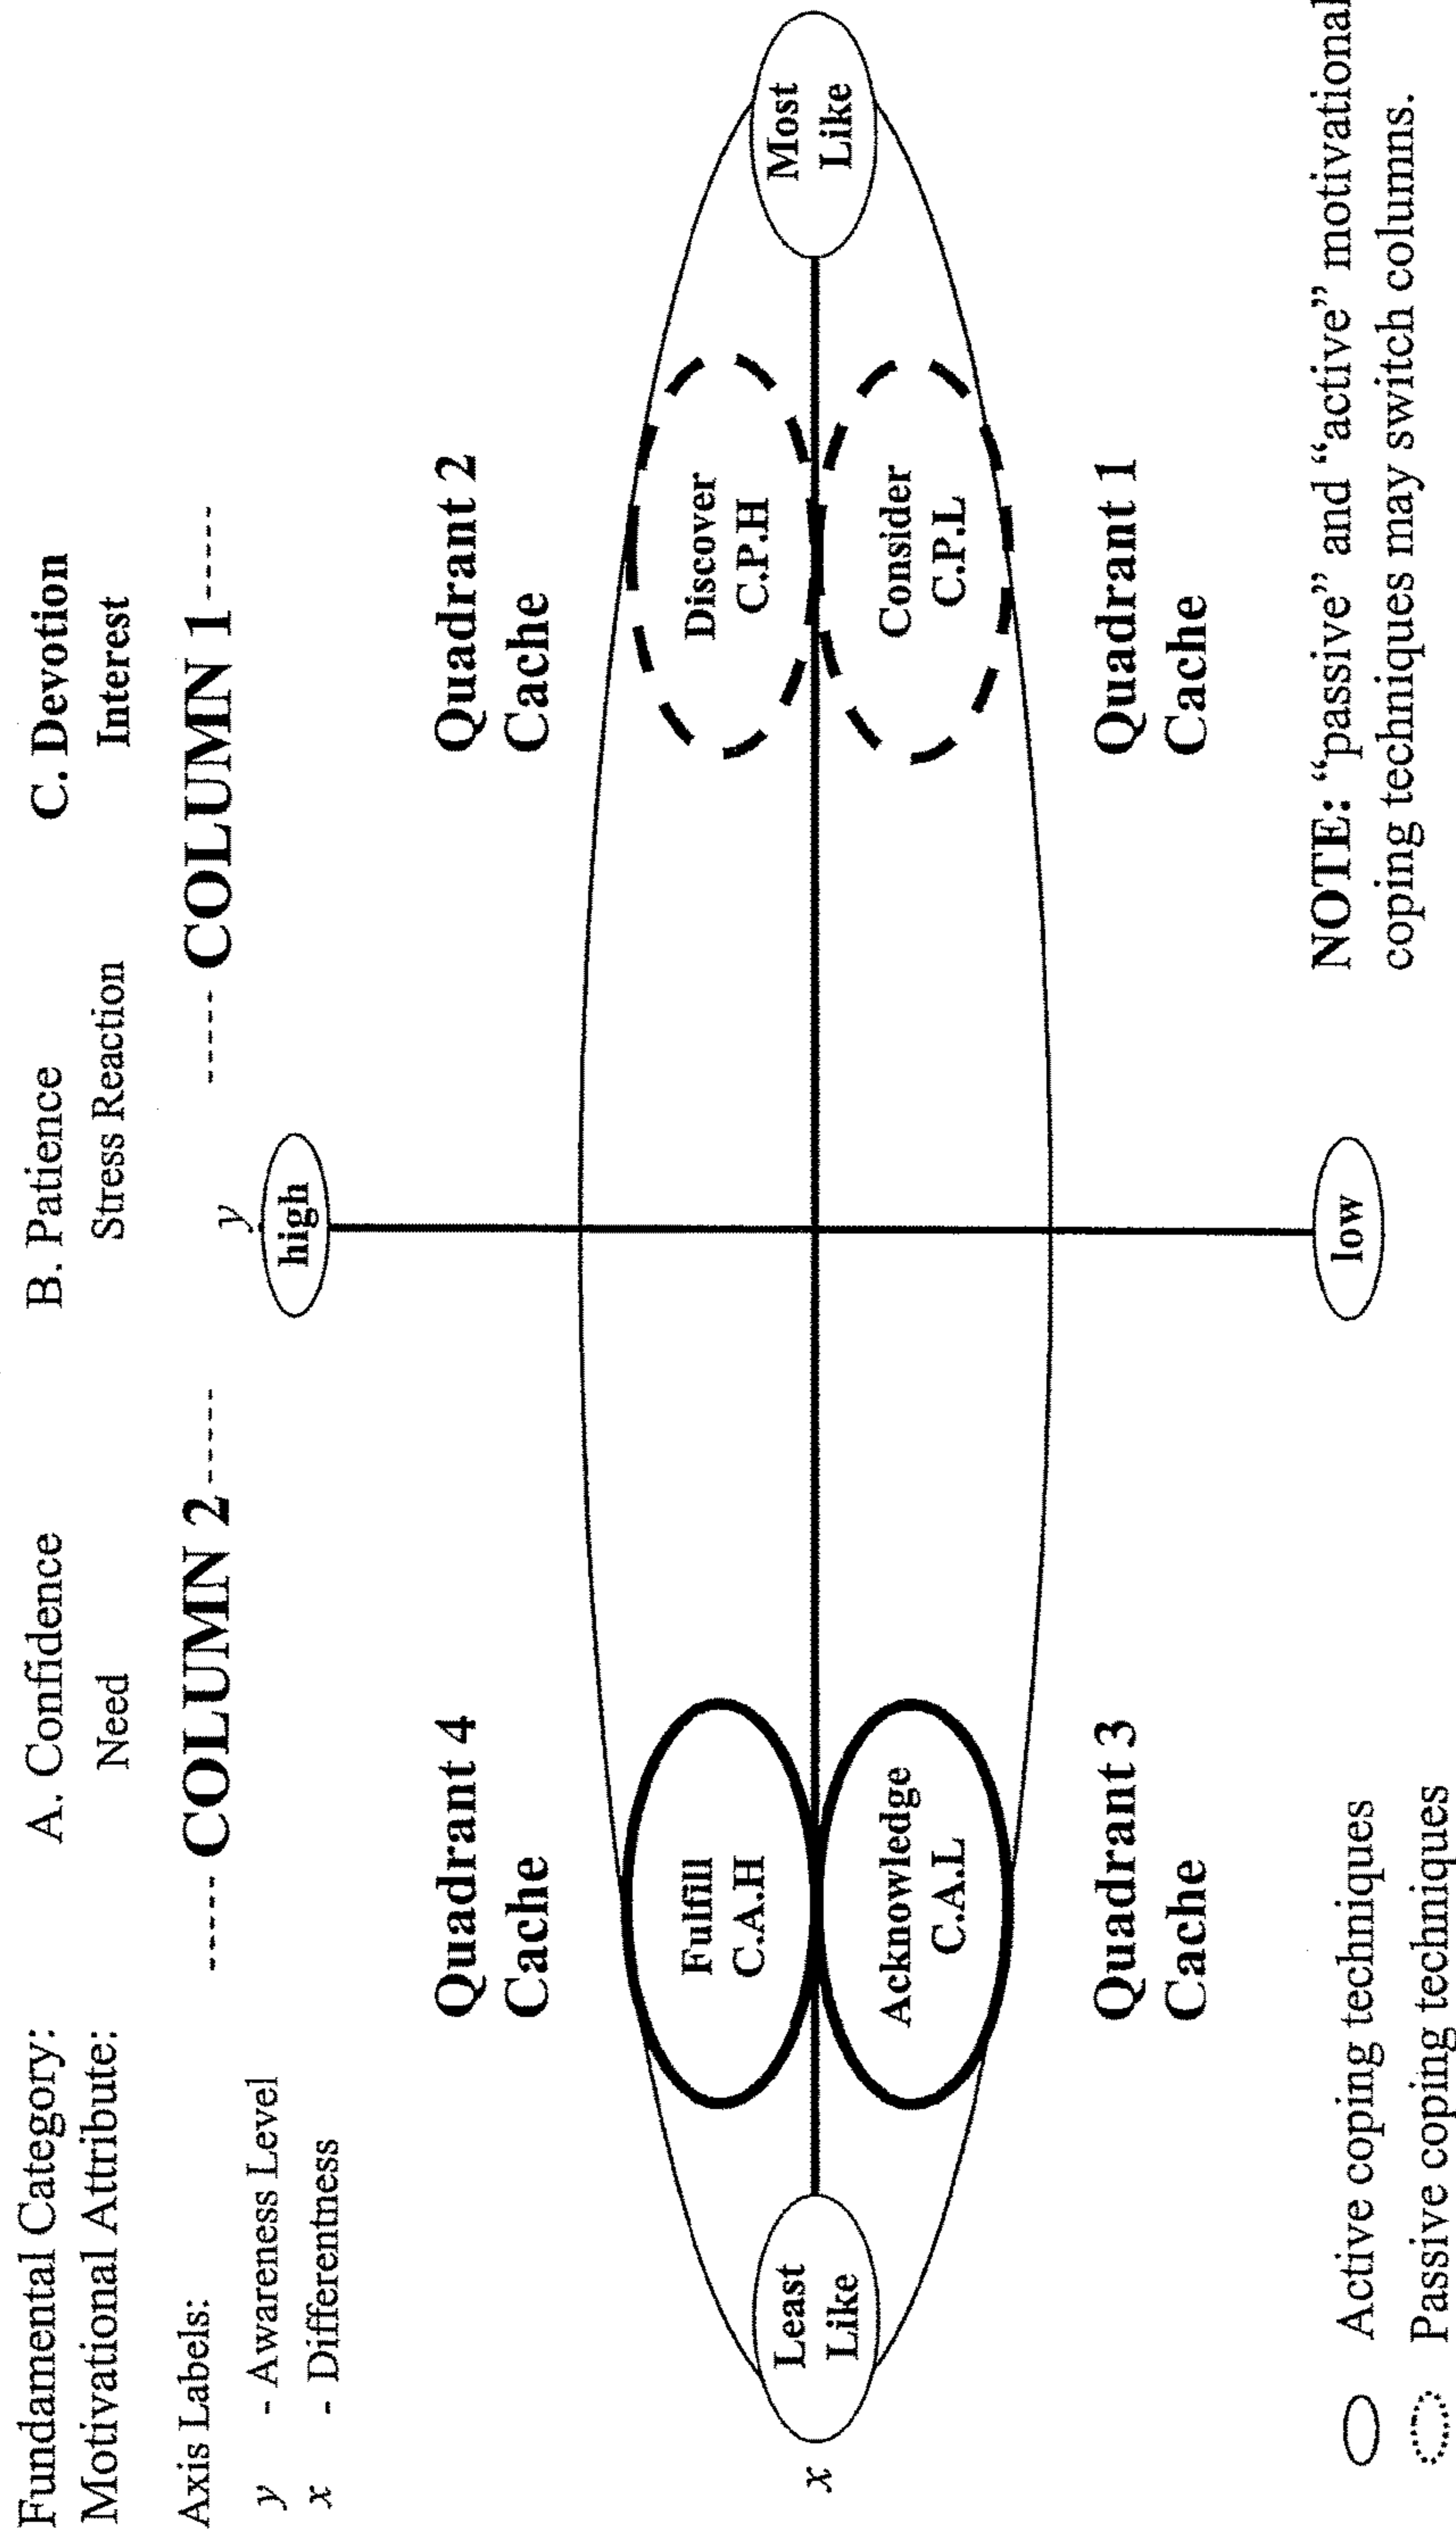 Fundamental Category: A. Confidence B. Patience C. Devotion
Motivational Attribute: Need Stress Reaction Interest
Axis Labels:
----- COLUMN 2 ----- ----- COLUMN 1 -----
y - Awareness Level
x - Differentness
y
high
Quadrant 4
Cache
Quadrant 2
Cache
Fulfill
C.A.H
Discover
C.P.H
x
Least
Like
Most
Like
Acknowledge
C.A.L
Consider
C.P.L
Quadrant 3
Cache
Quadrant 1
Cache
low
Active coping techniques
Passive coping techniques
NOTE: “passive” and “active” motivational
coping techniques may switch columns.